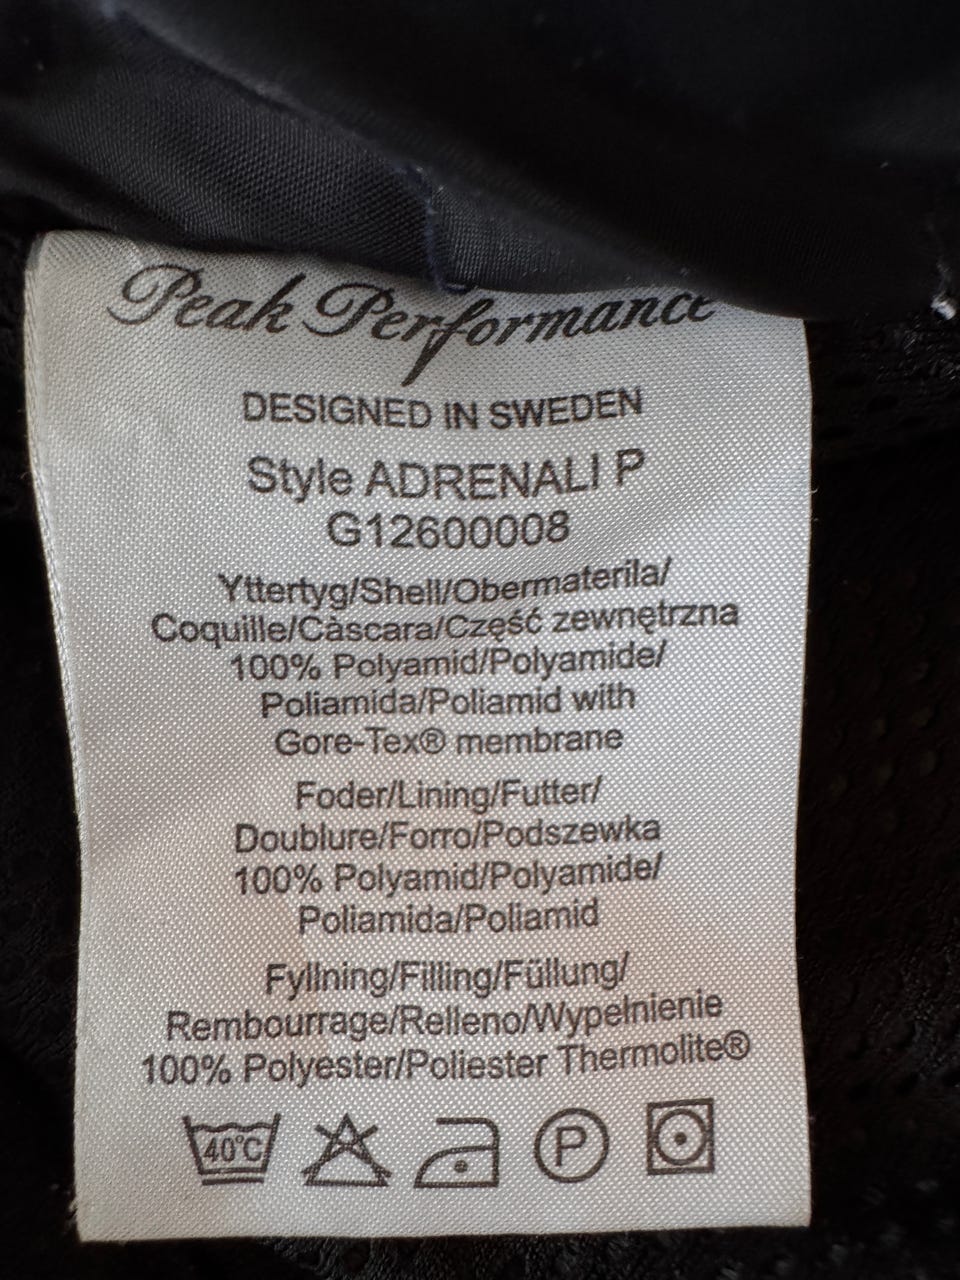 Peak Performance
DESIGNED IN SWEDEN
Style ADRENALI P
G12600008
Yttertyg/Shell/Obermaterila/
Coquille/Càscara/Część zewnętrzna
100% Polyamid/Polyamide/
Poliamida/Poliamid with
Gore-Tex® membrane
Foder/Lining/Futter/
Doublure/Forro/Podszewka
100% Polyamid/Polyamide/
Poliamida/Poliamid
Fyllning/Filling/Füllung/
Rembourrage/Relleno/Wypełnienie
100% Polyester/Poliester Thermolite®
40°C P